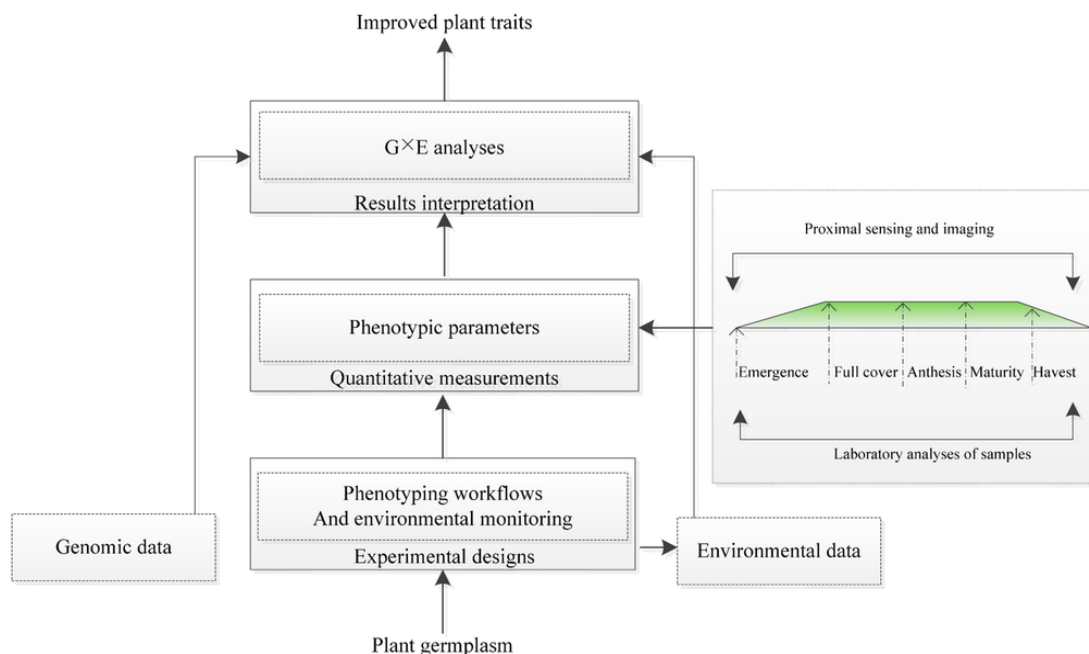 Improved plant traits
G×E analyses
Results interpretation
Proximal sensing and imaging
Phenotypic parameters
Quantitative measurements
Emergence Full cover Anthesis Maturity Havest
Laboratory analyses of samples
Phenotyping workflows
And environmental monitoring
Experimental designs
Genomic data
Environmental data
Plant germplasm